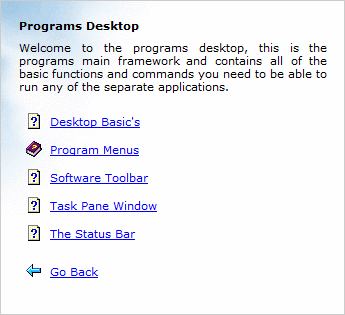 Programs Desktop
Welcome to the programs desktop, this is the
programs main framework and contains all of the
basic functions and commands you need to be able to
run any of the separate applications.
Desktop Basic's
Program Menus
Software Toolbar
Task Pane Window
The Status Bar
Go Back